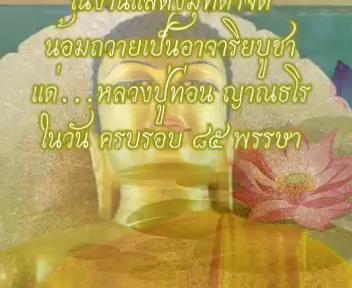 ในงานแสดงมุทิตาจิต
น้อมถวายเป็นอาจาริยบูชา
แด่...หลวงปู่ท่อน ญาณธโร
ในวัน ครบรอบ ๘๕ พรรษา